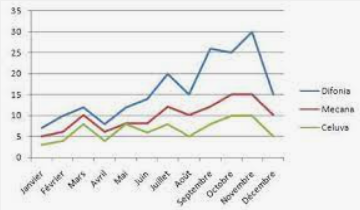 35
30
25
20
15
10
5
0
Janvier
Février
Mars
Avril
Mai
Juin
Juillet
Août
Septembre
Octobre
Novembre
Décembre
Difonia
Mecana
Celuva